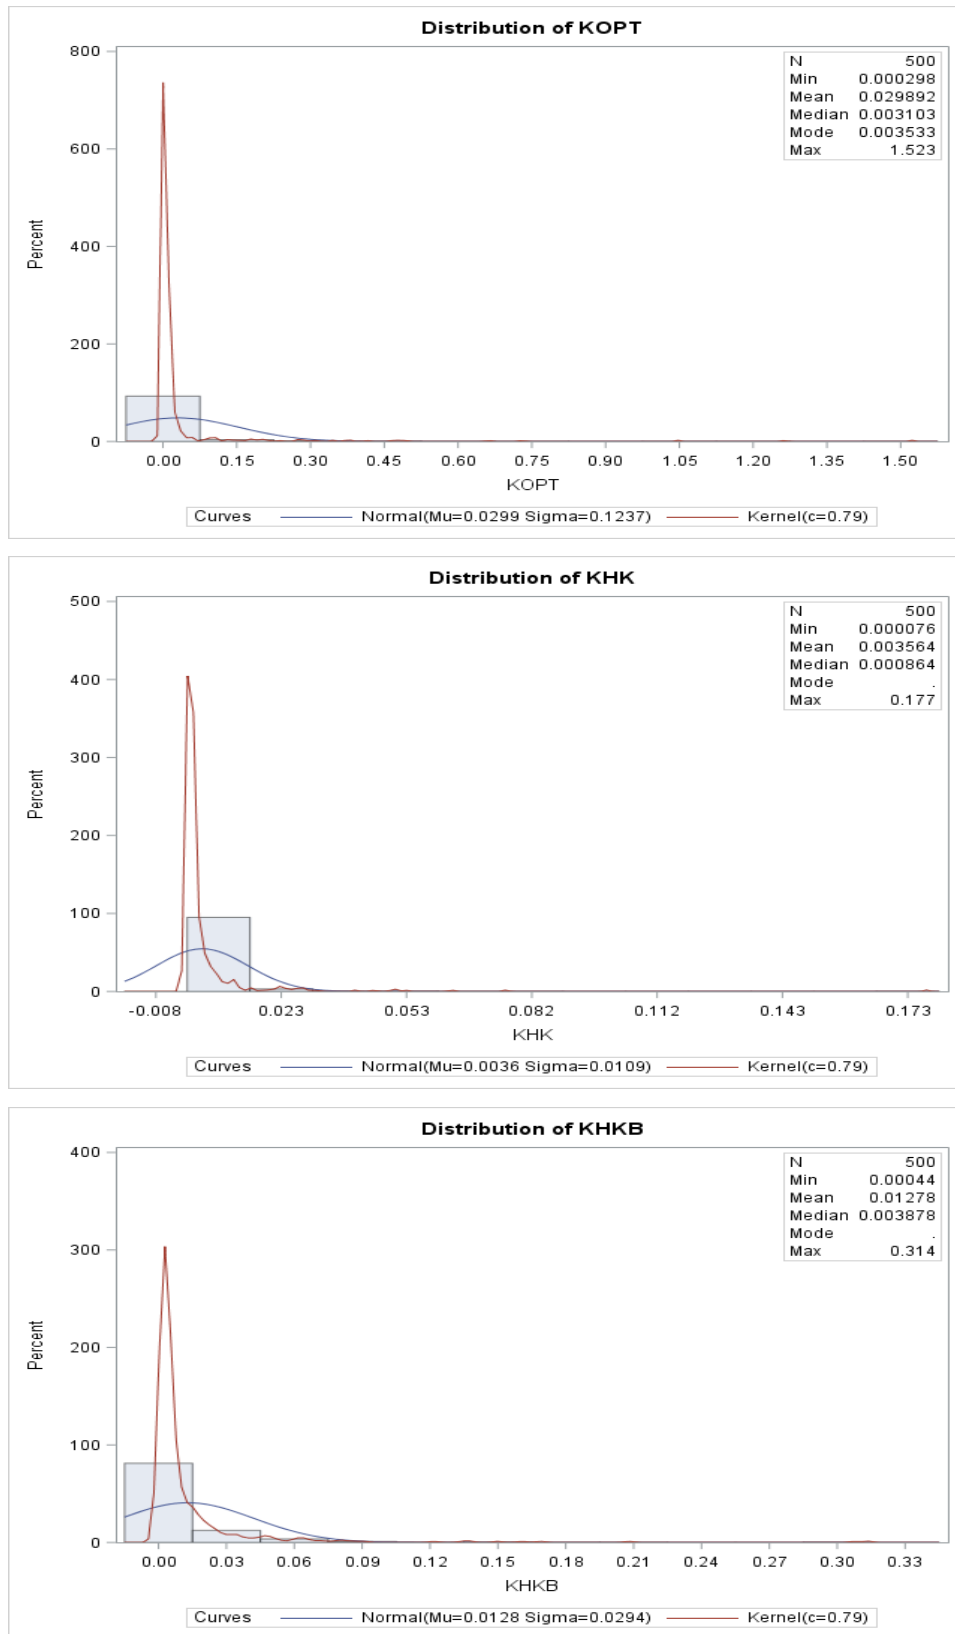 Distribution of KOPT
800
600
400
200
0
Percent
N 500
Min 0.000298
Mean 0.029892
Median 0.003103
Mode 0.003533
Max 1.523
0.00 0.15 0.30 0.45 0.60 0.75 0.90 1.05 1.20 1.35 1.50
KOPT
Curves Normal(Mu=0.0299 Sigma=0.1237) Kernel(c=0.79)
Distribution of KHK
500
400
300
200
100
0
Percent
N 500
Min 0.000076
Mean 0.003564
Median 0.000864
Mode .
Max 0.177
-0.008 0.023 0.053 0.082 0.112 0.143 0.173
KHK
Curves Normal(Mu=0.0036 Sigma=0.0109) Kernel(c=0.79)
Distribution of KHKB
400
300
200
100
0
Percent
N 500
Min 0.00044
Mean 0.01278
Median 0.003878
Mode .
Max 0.314
0.00 0.03 0.06 0.09 0.12 0.15 0.18 0.21 0.24 0.27 0.30 0.33
KHKB
Curves Normal(Mu=0.0128 Sigma=0.0294) Kernel(c=0.79)